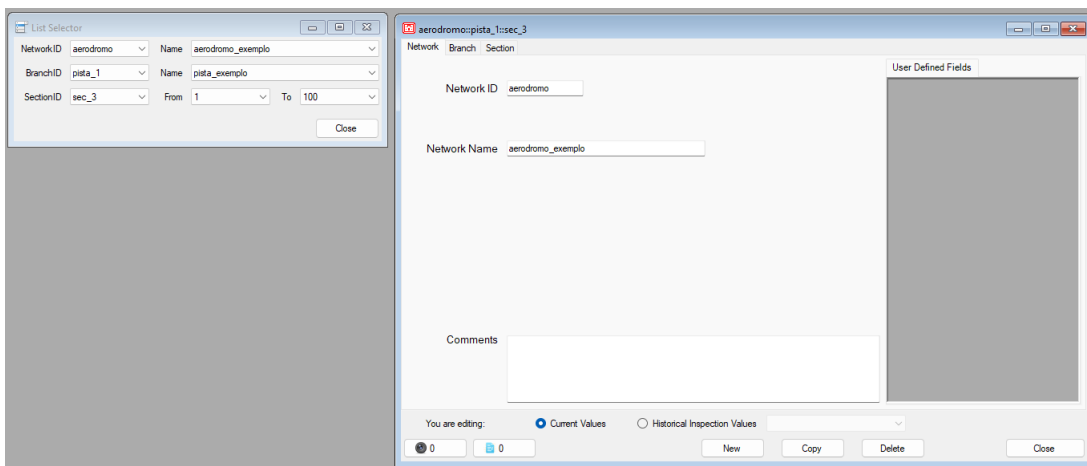 List Selector
NetworkID aerodromo Name aerodromo_exemplo
BranchID pista_1 Name pista_exemplo
SectionID sec_3 From 1 To 100
Close
aerodromo::pista_1::sec_3
Network Branch Section
User Defined Fields
Network ID aerodromo
Network Name aerodromo_exemplo
Comments
You are editing: Current Values Historical Inspection Values
0 0 New Copy Delete Close